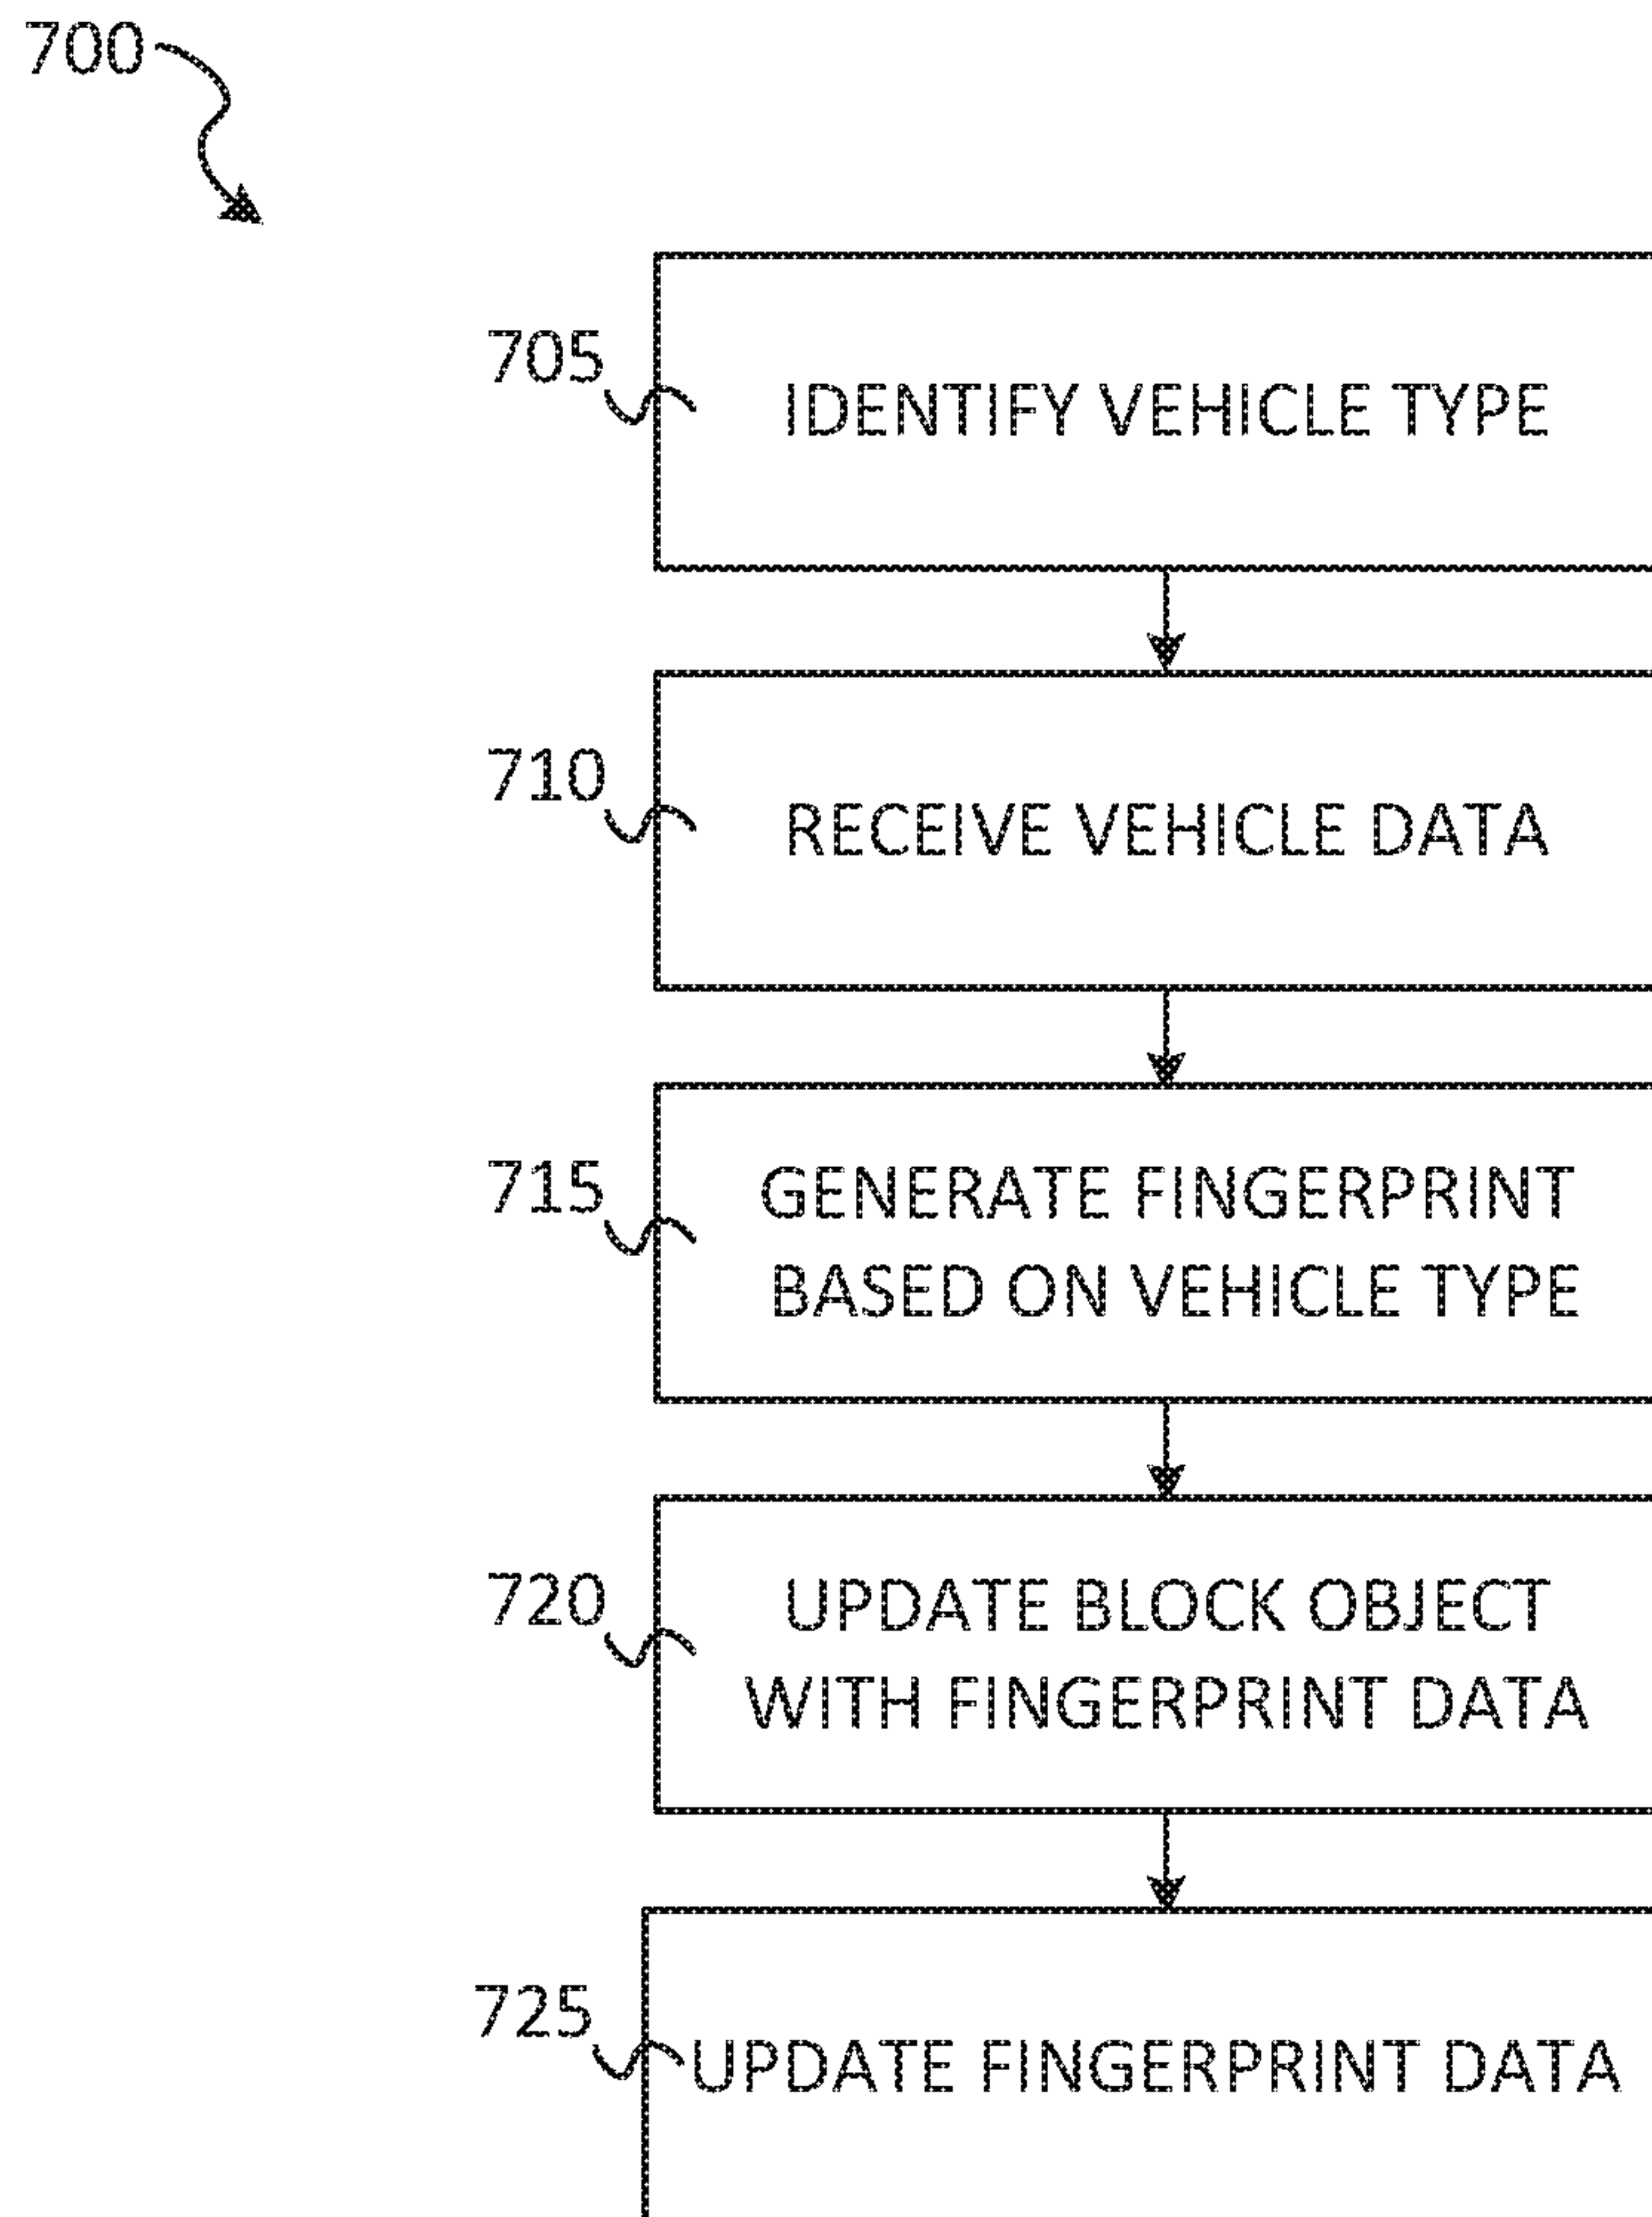 700
705
IDENTIFY VEHICLE TYPE
710
RECEIVE VEHICLE DATA
715
GENERATE FINGERPRINT
BASED ON VEHICLE TYPE
720
UPDATE BLOCK OBJECT
WITH FINGERPRINT DATA
725
UPDATE FINGERPRINT DATA